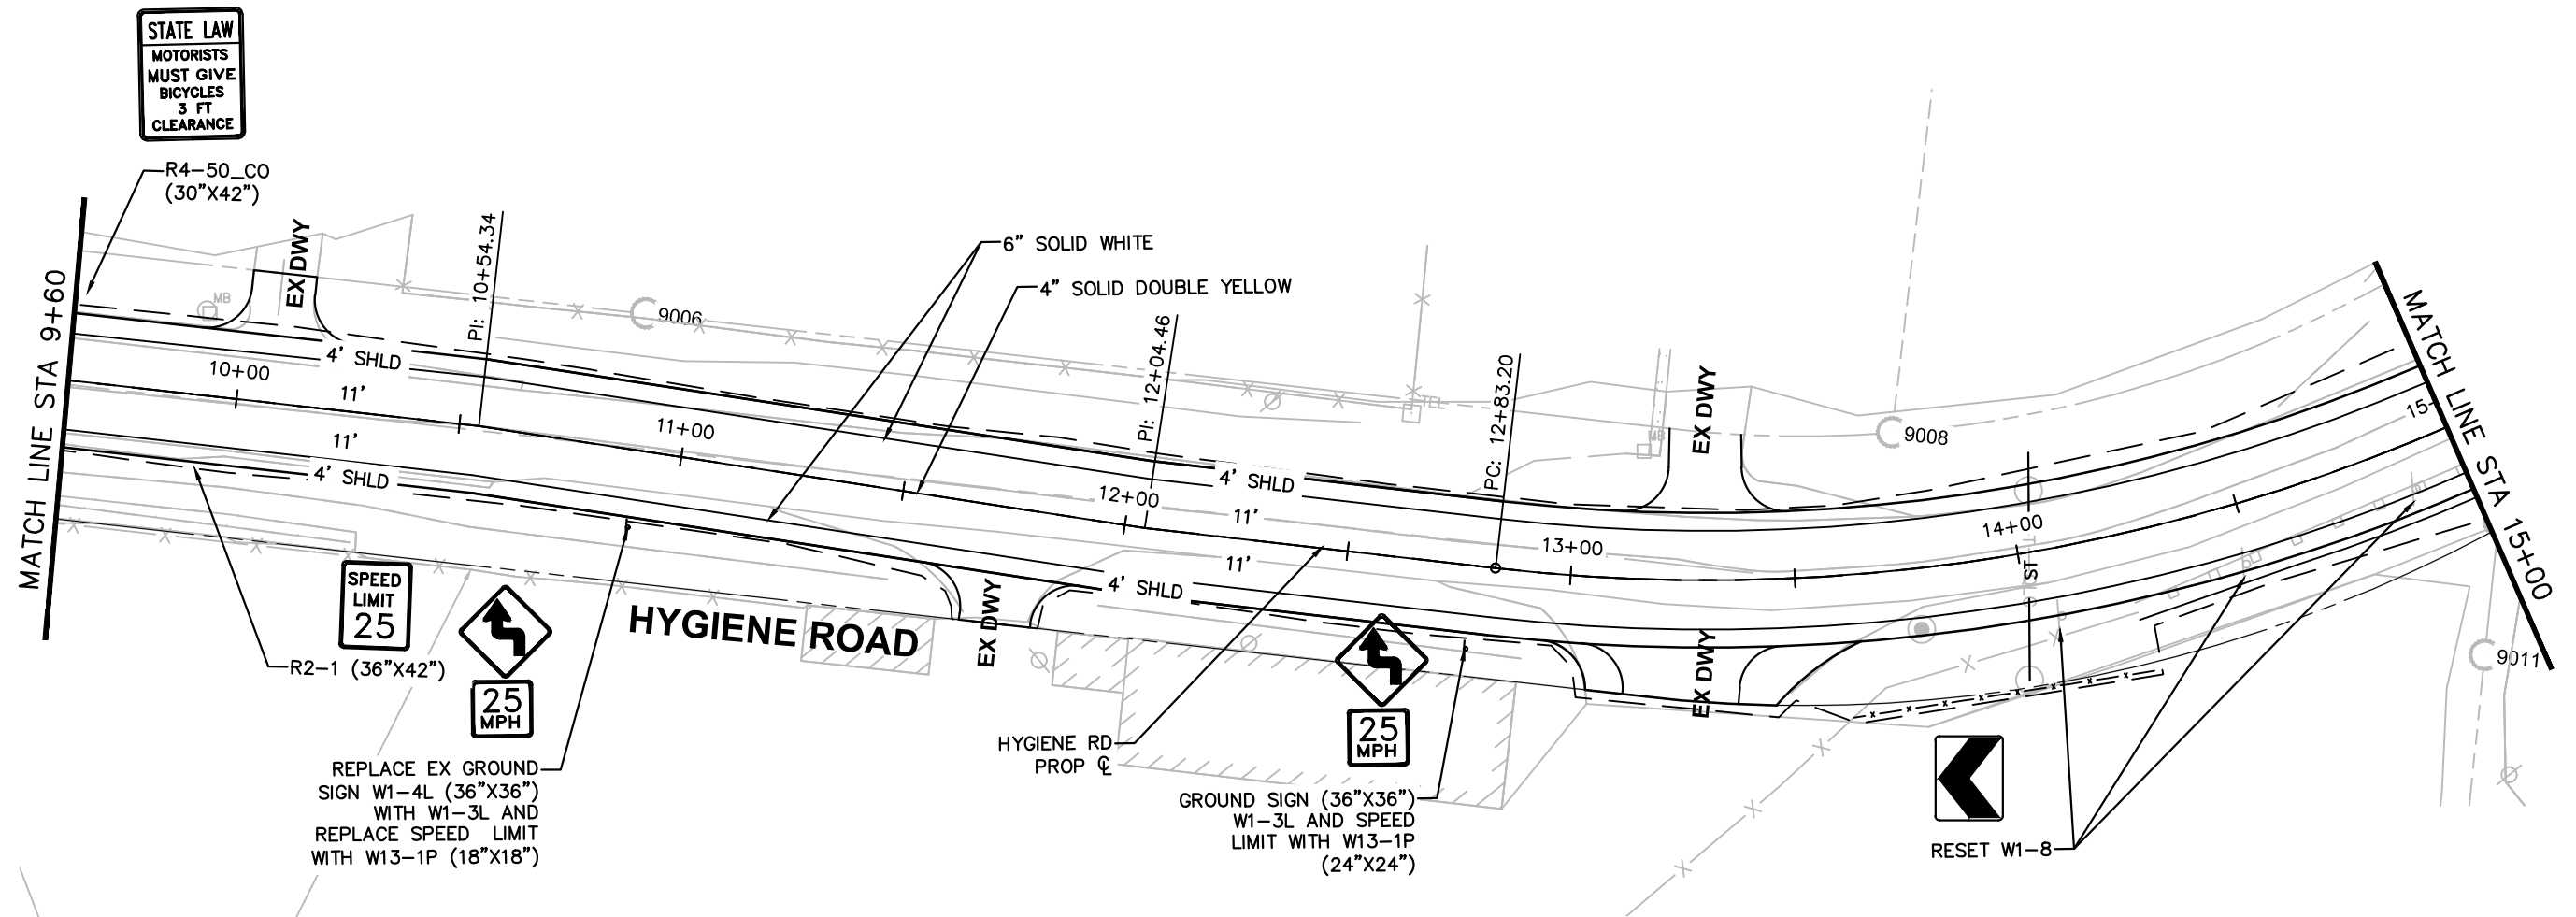 STATE LAW
MOTORISTS
MUST GIVE
BICYCLES
3 FT
CLEARANCE
R4-50_CO
(30"X42")
MATCH LINE STA 9+60
EX DWY
MB
PI: 10+54.34
6" SOLID WHITE
4" SOLID DOUBLE YELLOW
9006
4' SHLD
10+00
11'
11'
4' SHLD
11+00
PI: 12+04.46
12+00
4' SHLD
11'
11'
4' SHLD
PC: 12+83.20
TEL
MB
EX DWY
9008
13+00
14+00
ST
15
MATCH LINE STA 15+00
9011
SPEED
LIMIT
25
R2-1 (36"X42")
25
MPH
HYGIENE ROAD
EX DWY
EX DWY
REPLACE EX GROUND
SIGN W1-4L (36"X36")
WITH W1-3L AND
REPLACE SPEED LIMIT
WITH W13-1P (18"X18")
HYGIENE RD
PROP ℄
25
MPH
GROUND SIGN (36"X36")
W1-3L AND SPEED
LIMIT WITH W13-1P
(24"X24")
RESET W1-8